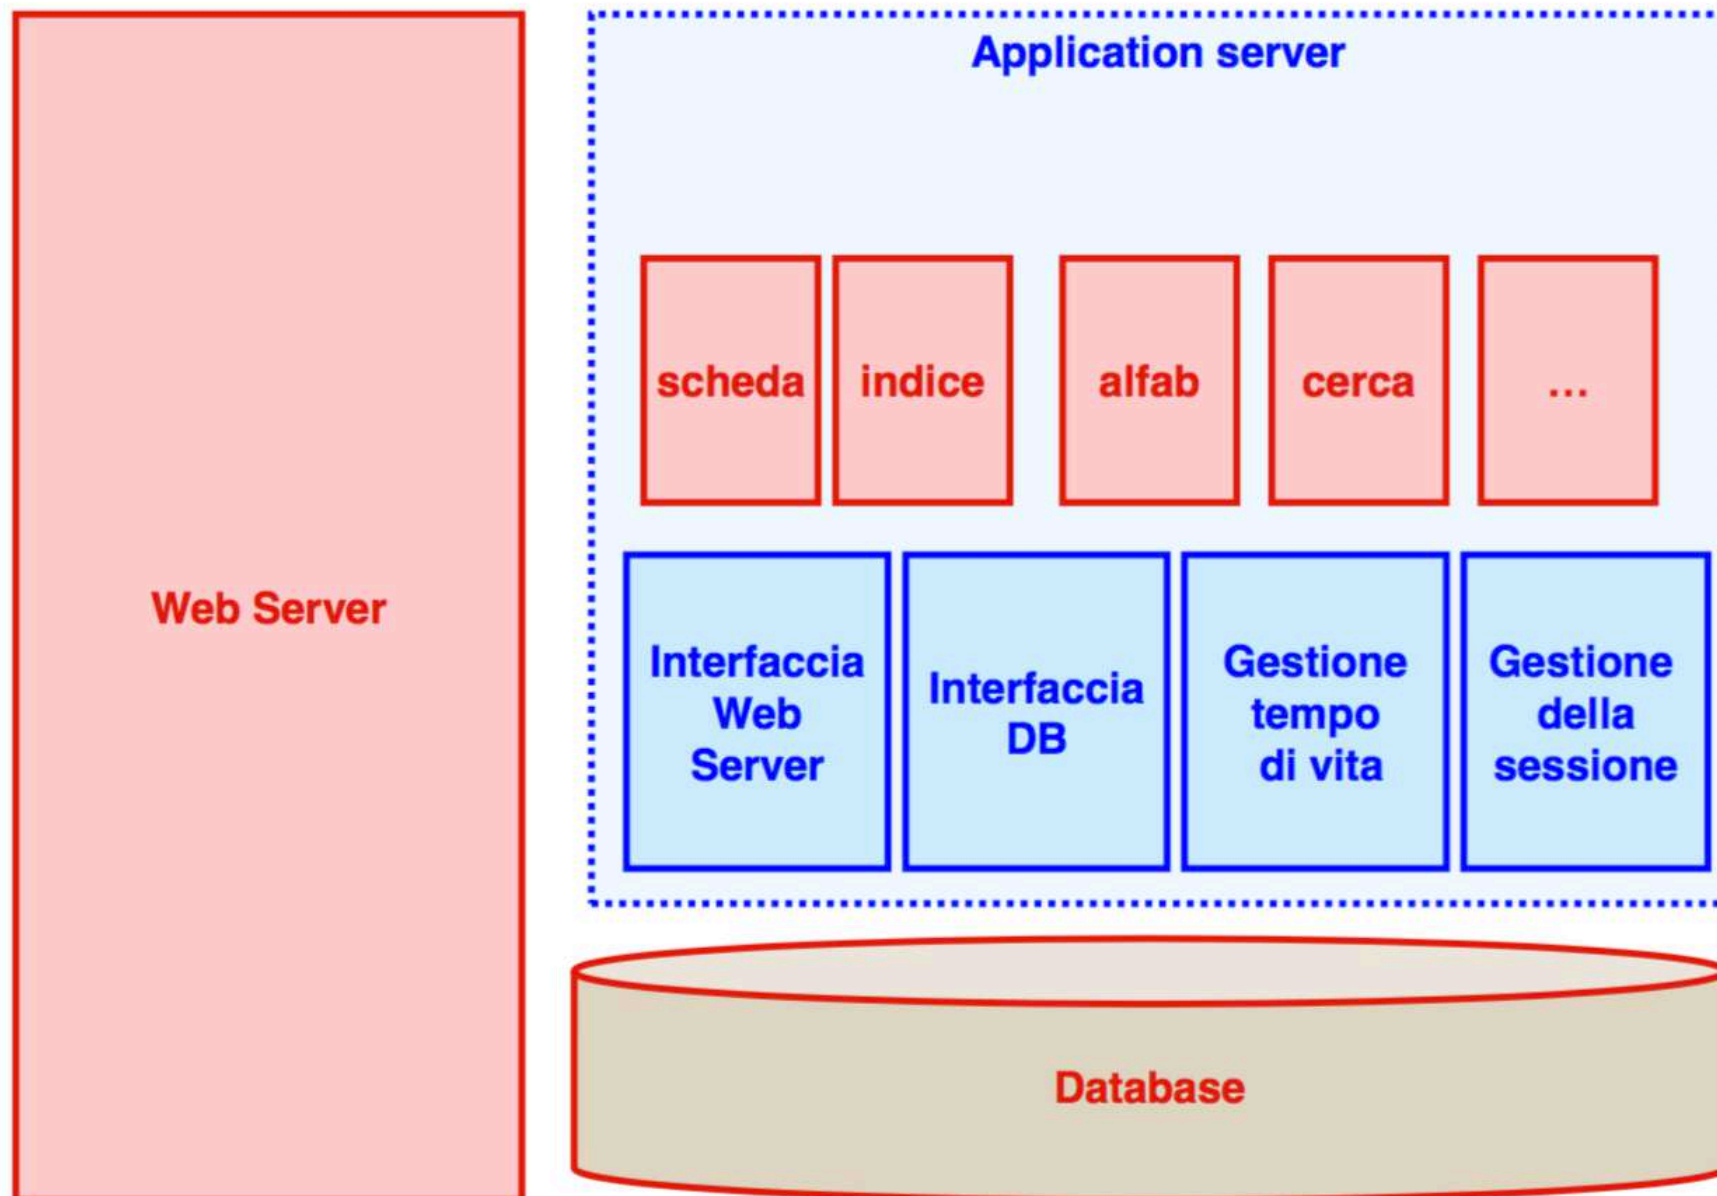 Application server
scheda
indice
alfab
cerca
…
Web Server
Interfaccia
Web
Server
Interfaccia
DB
Gestione
tempo
di vita
Gestione
della
sessione
Database